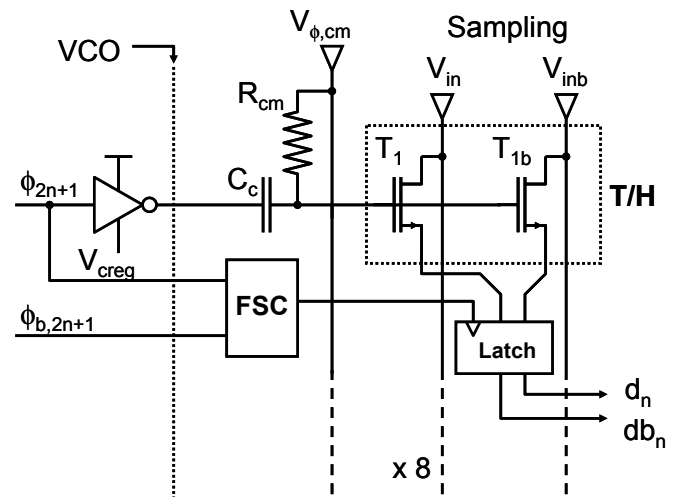 Sampling
VCO
Vϕ,cm
Vin
Vinb
Rcm
T1
T1b
T/H
Cc
ϕ2n+1
Vcreg
FSC
ϕb,2n+1
Latch
dn
dbn
x 8